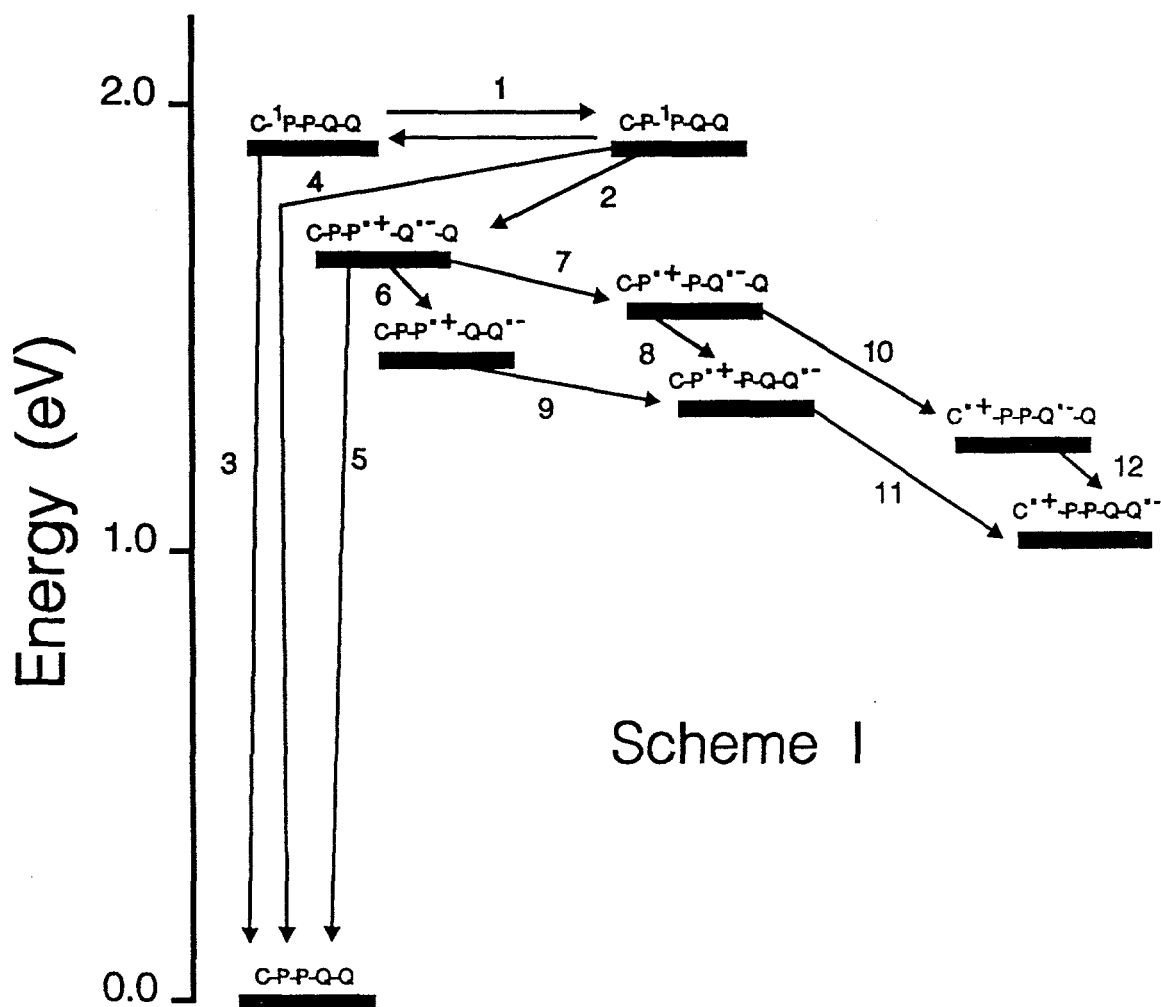 2.0
1
C-¹P-P-Q-Q
C-P-¹P-Q-Q
4
2
C-P-P•+-Q•--Q
7
C-P•+-P-Q•--Q
6
C-P-P•+-Q-Q•-
8
10
C-P•+-P-Q-Q•-
9
C•+-P-P-Q•--Q
3
5
11
12
C•+-P-P-Q-Q•-
1.0
Energy (eV)
Scheme I
C-P-P-Q-Q
0.0